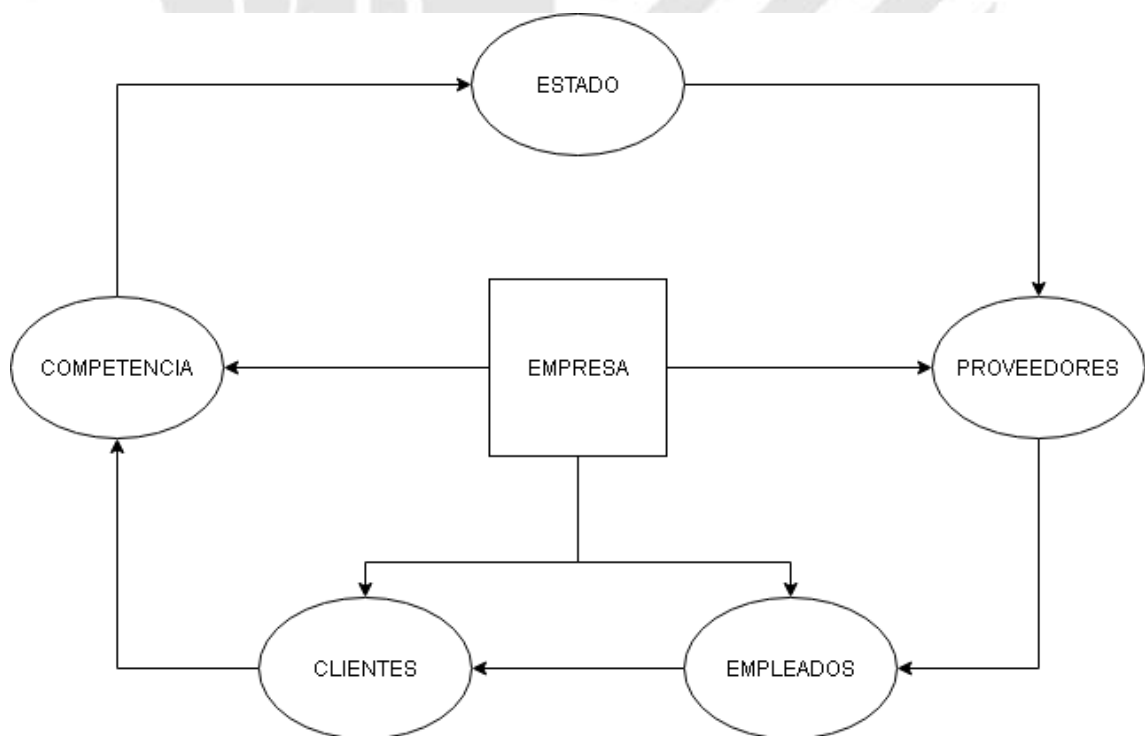 ESTADO
COMPETENCIA
EMPRESA
PROVEEDORES
CLIENTES
EMPLEADOS